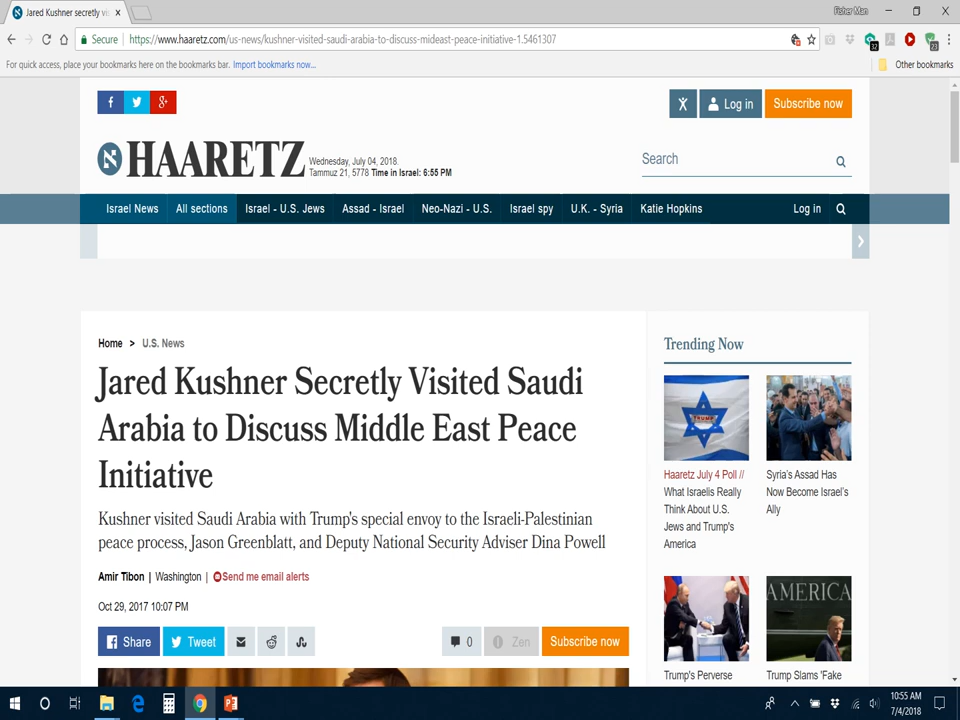 Jared Kushner secretly vi
Fisher Man
Secure
https://www.haaretz.com/us-news/kushner-visited-saudi-arabia-to-discuss-mideast-peace-initiative-1.5461307
32
23
For quick access, place your bookmarks here on the bookmarks bar. Import bookmarks now...
Other bookmarks
Log in
Subscribe now
HAARETZ
Wednesday, July 04, 2018.
Tammuz 21, 5778 Time in Israel: 6:55 PM
Search
Israel News All sections Israel - U.S. Jews Assad - Israel Neo-Nazi - U.S. Israel spy U.K. - Syria Katie Hopkins Log in
Home > U.S. News
Jared Kushner Secretly Visited Saudi
Arabia to Discuss Middle East Peace
Initiative
Kushner visited Saudi Arabia with Trump's special envoy to the Israeli-Palestinian
peace process, Jason Greenblatt, and Deputy National Security Adviser Dina Powell
Amir Tibon | Washington | Send me email alerts
Oct 29, 2017 10:07 PM
Share Tweet 0 Zen Subscribe now
Trending Now
TRUMP
Haaretz July 4 Poll //
What Israelis Really
Think About U.S.
Jews and Trump's
America
Syria's Assad Has
Now Become Israel's
Ally
AMERICA
Trump's Perverse
Trump Slams 'Fake
10:55 AM
7/4/2018